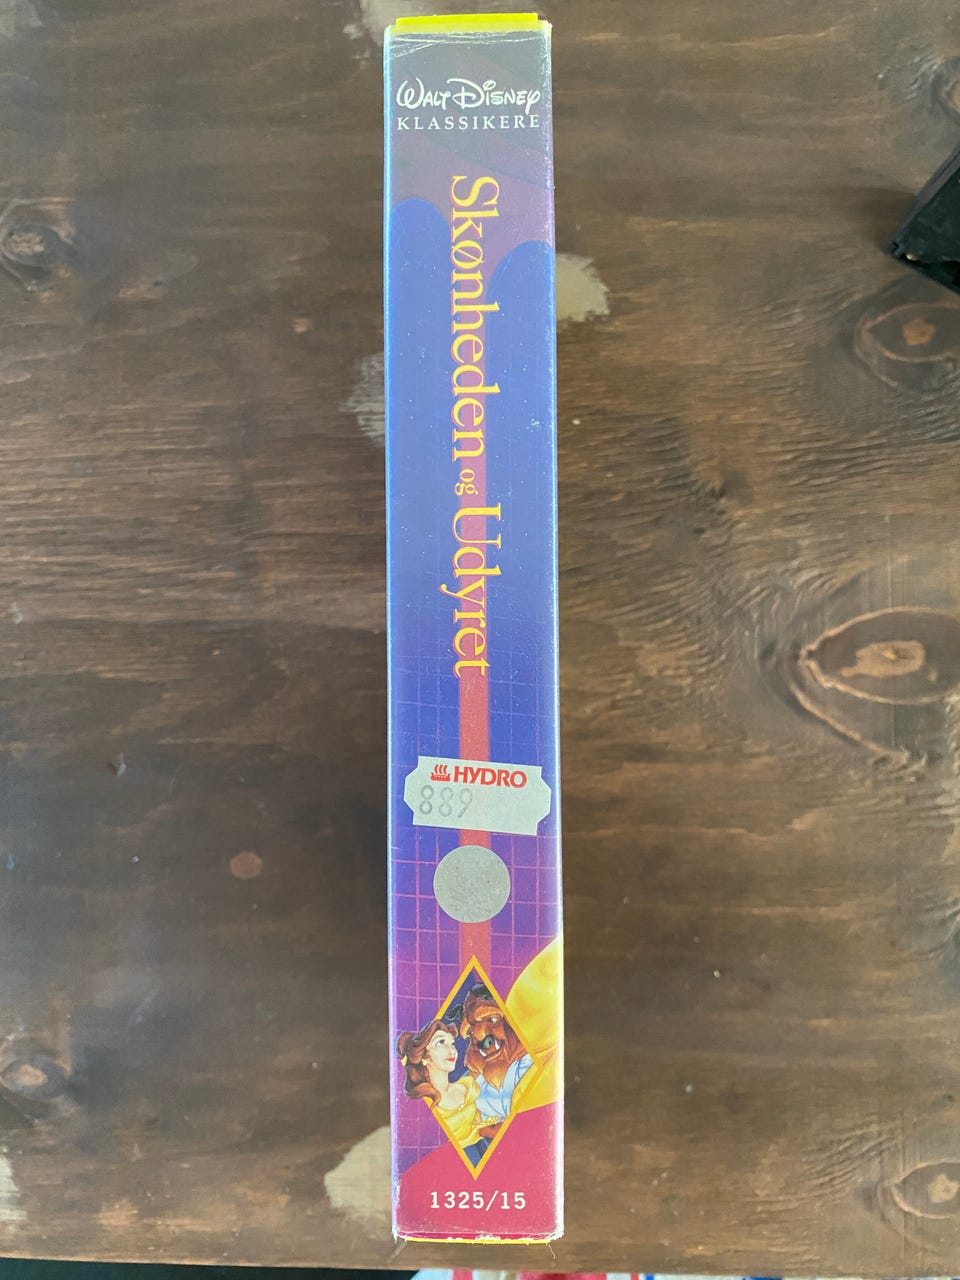 WALT DISNEY
KLASSIKERE
Skønheden og Udyret
HYDRO
889
1325/15